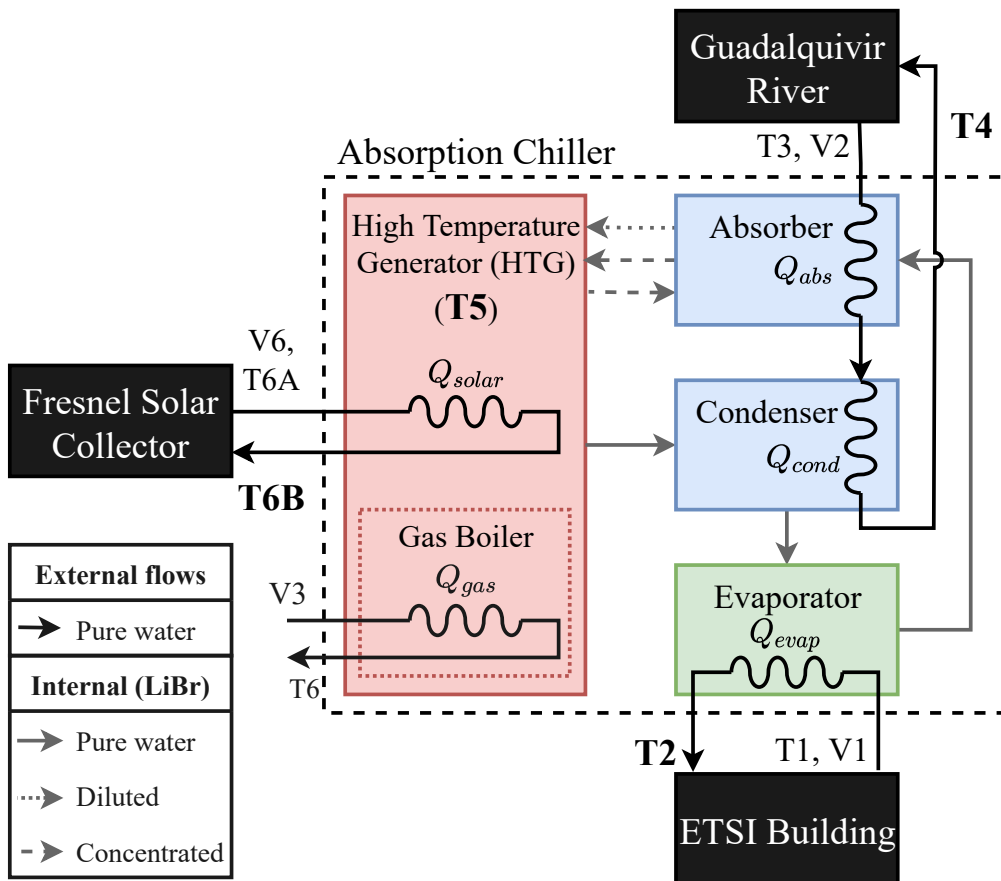 Guadalquivir
River
T4
T3, V2
Absorption Chiller
High Temperature
Generator (HTG)
(T5)
Absorber
Q_abs
V6,
T6A
Q_solar
Fresnel Solar
Collector
T6B
Condenser
Q_cond
Gas Boiler
Q_gas
V3
T6
Evaporator
Q_evap
T2
T1, V1
ETSI Building
External flows
Pure water
Internal (LiBr)
Pure water
Diluted
Concentrated